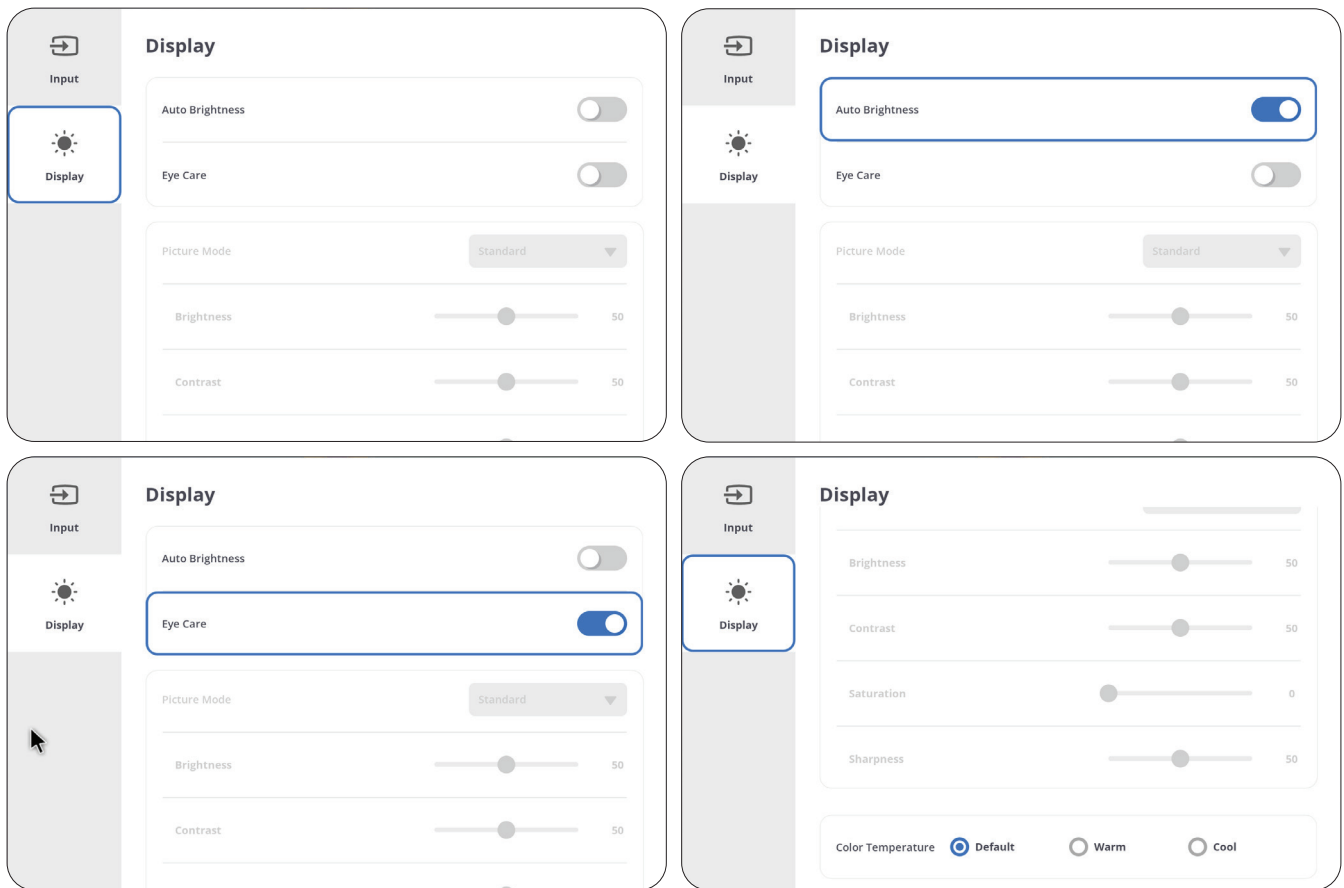 Input
Display
Display
Auto Brightness
Eye Care
Picture Mode Standard
Brightness 50
Contrast 50
Input
Display
Display
Auto Brightness
Eye Care
Picture Mode Standard
Brightness 50
Contrast 50
Input
Display
Display
Auto Brightness
Eye Care
Picture Mode Standard
Brightness 50
Contrast 50
Input
Display
Display
Brightness 50
Contrast 50
Saturation 0
Sharpness 50
Color Temperature Default Warm Cool